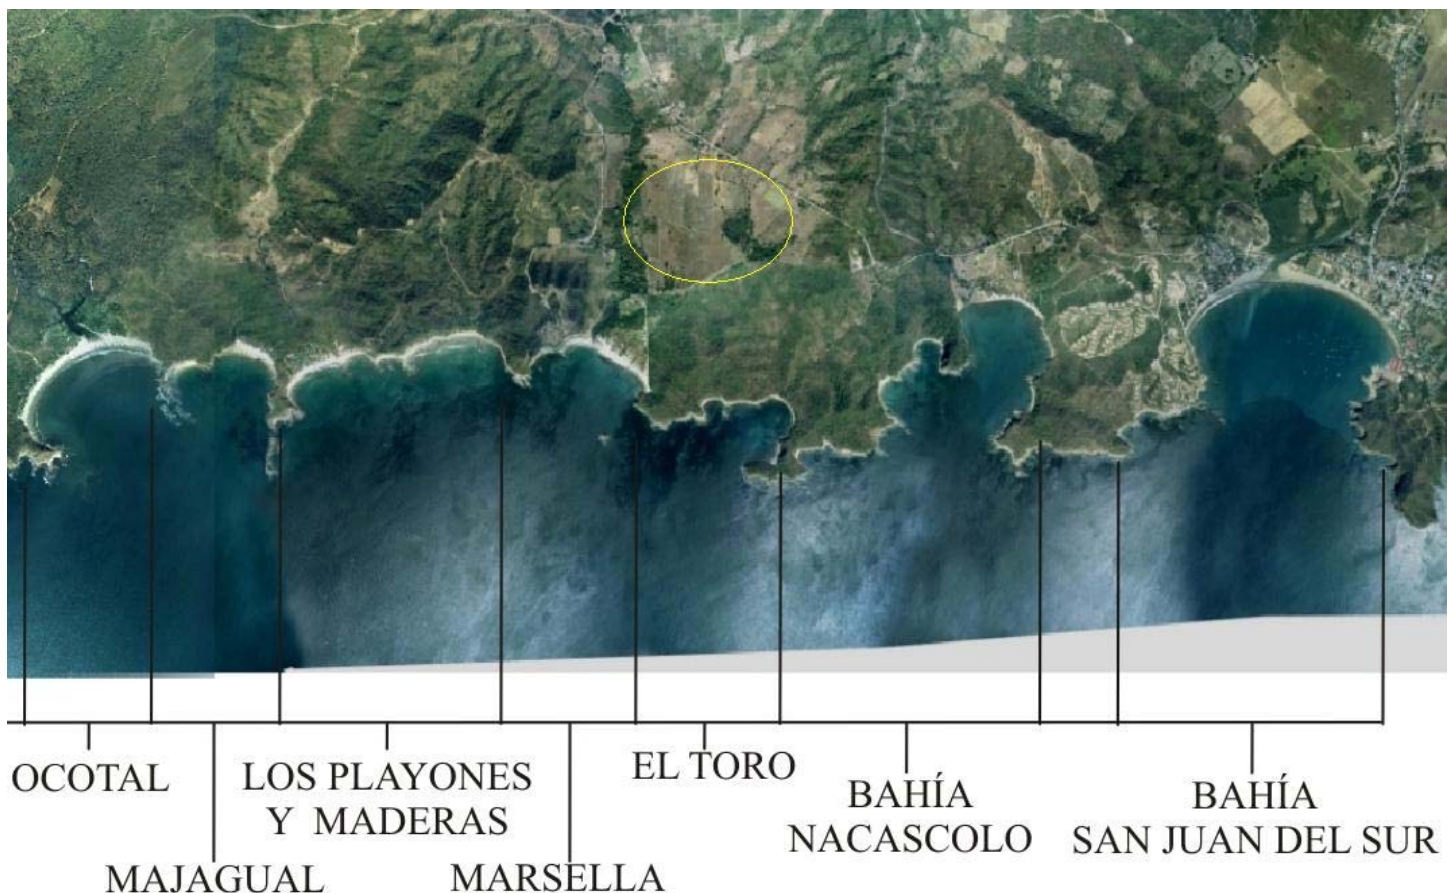 OCOTAL
MAJAGUAL
LOS PLAYONES
Y MADERAS
MARSELLA
EL TORO
BAHÍA
NACASCOLO
BAHÍA
SAN JUAN DEL SUR